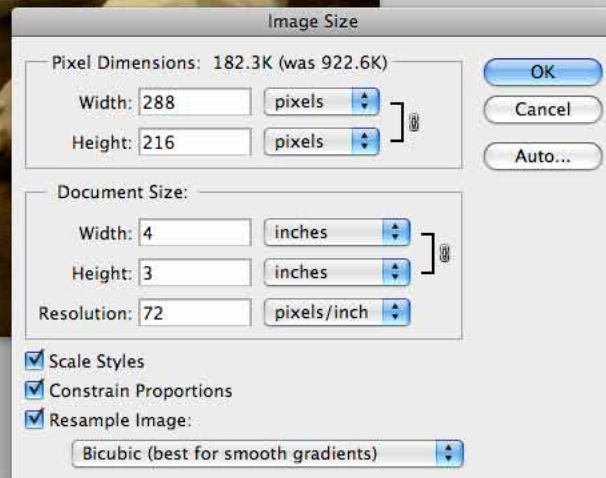 Image Size
Pixel Dimensions: 182.3K (was 922.6K)
OK
Width: 288 pixels
Cancel
Height: 216 pixels
Auto...
Document Size:
Width: 4 inches
Height: 3 inches
Resolution: 72 pixels/inch
Scale Styles
Constrain Proportions
Resample Image:
Bicubic (best for smooth gradients)